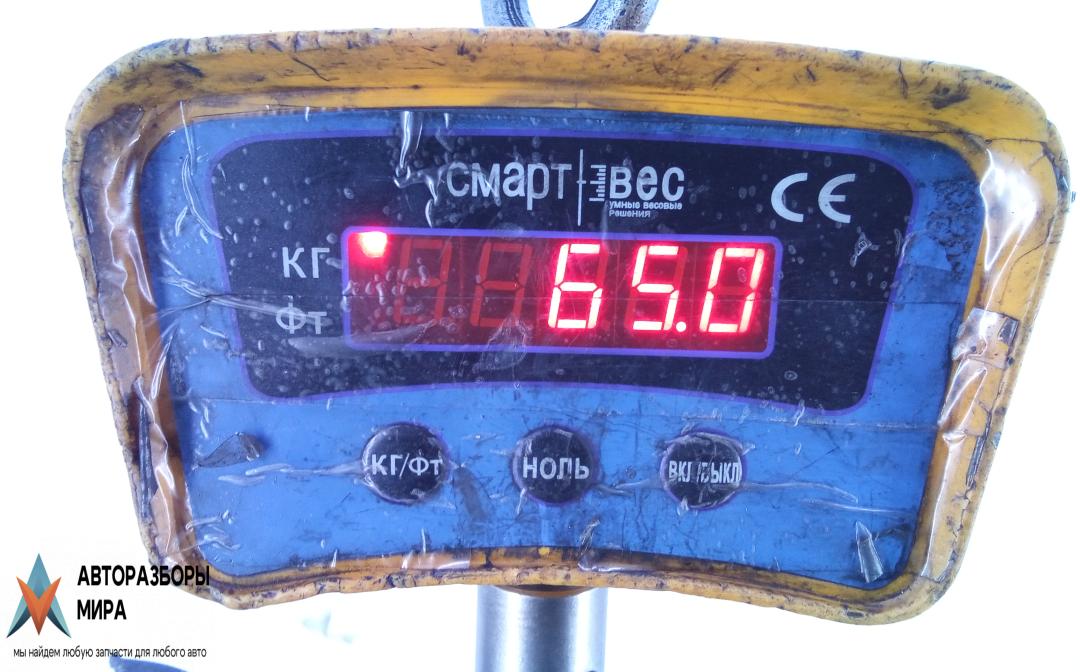 смарт вес
умные весовые
решения
CE
КГ
ФТ
65.0
КГ/ФТ
НОЛЬ
ВКЛ/ВЫКЛ
АВТОРАЗБОРЫ
МИРА
мы найдем любую запчасти для любого авто